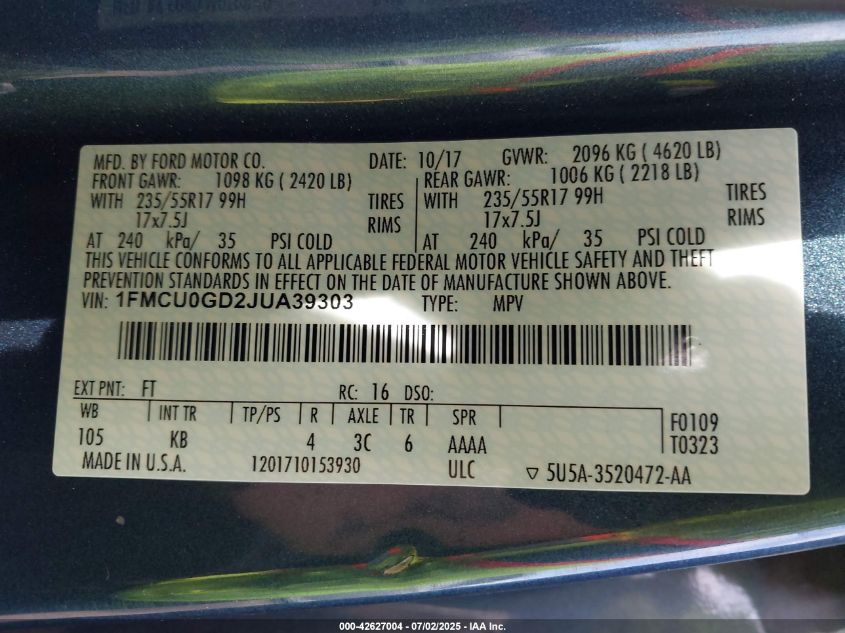 MFD. BY FORD MOTOR CO. DATE: 10/17 GVWR: 2096 KG ( 4620 LB)
FRONT GAWR: 1098 KG ( 2420 LB) REAR GAWR: 1006 KG ( 2218 LB)
WITH 235/55R17 99H TIRES WITH 235/55R17 99H TIRES
17x7.5J RIMS 17x7.5J RIMS
AT 240 kPa/ 35 PSI COLD AT 240 kPa/ 35 PSI COLD
THIS VEHICLE CONFORMS TO ALL APPLICABLE FEDERAL MOTOR VEHICLE SAFETY AND THEFT
PREVENTION STANDARDS IN EFFECT ON THE DATE OF MANUFACTURE SHOWN ABOVE.
VIN: 1FMCU0GD2JUA39303 TYPE: MPV
EXT PNT: FT RC: 16 DSO:
WB INT TR TP/PS R AXLE TR SPR F0109
105 KB 4 3C 6 AAAA T0323
MADE IN U.S.A. 1201710153930 ULC ▽ 5U5A-3520472-AA
000-42627004 | 07/02/2025 - IAA Inc.